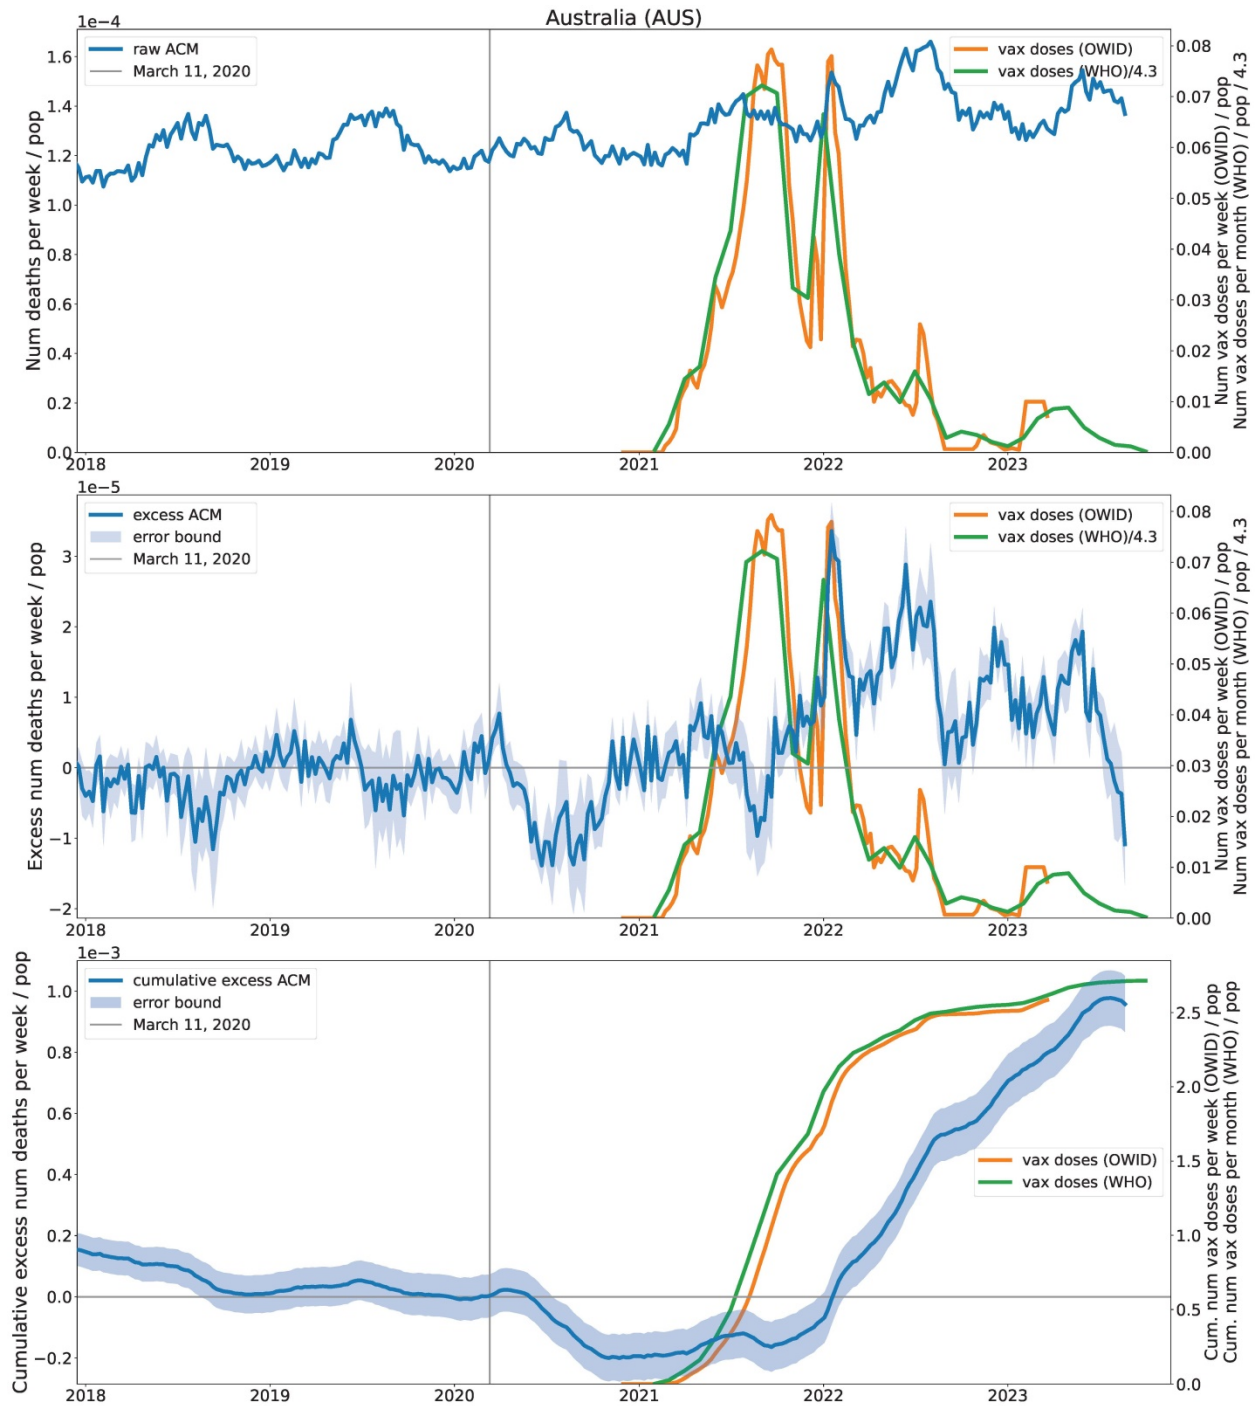 Australia (AUS)
1e−4
raw ACM
March 11, 2020
vax doses (OWID)
vax doses (WHO)/4.3
Num deaths per week / pop
1.6
1.4
1.2
1.0
0.8
0.6
0.4
0.2
0.0
0.08
0.07
0.06
0.05
0.04
0.03
0.02
0.01
0.00
Num vax doses per week (OWID) / pop
Num vax doses per month (WHO) / pop / 4.3
2018 2019 2020 2021 2022 2023
1e−5
excess ACM
error bound
March 11, 2020
vax doses (OWID)
vax doses (WHO)/4.3
Excess num deaths per week / pop
3
2
1
0
−1
−2
0.08
0.07
0.06
0.05
0.04
0.03
0.02
0.01
0.00
Num vax doses per week (OWID) / pop
Num vax doses per month (WHO) / pop / 4.3
2018 2019 2020 2021 2022 2023
1e−3
cumulative excess ACM
error bound
March 11, 2020
vax doses (OWID)
vax doses (WHO)
Cumulative excess num deaths per week / pop
1.0
0.8
0.6
0.4
0.2
0.0
−0.2
2.5
2.0
1.5
1.0
0.5
0.0
Cum. num vax doses per week (OWID) / pop
Cum. num vax doses per month (WHO) / pop
2018 2019 2020 2021 2022 2023